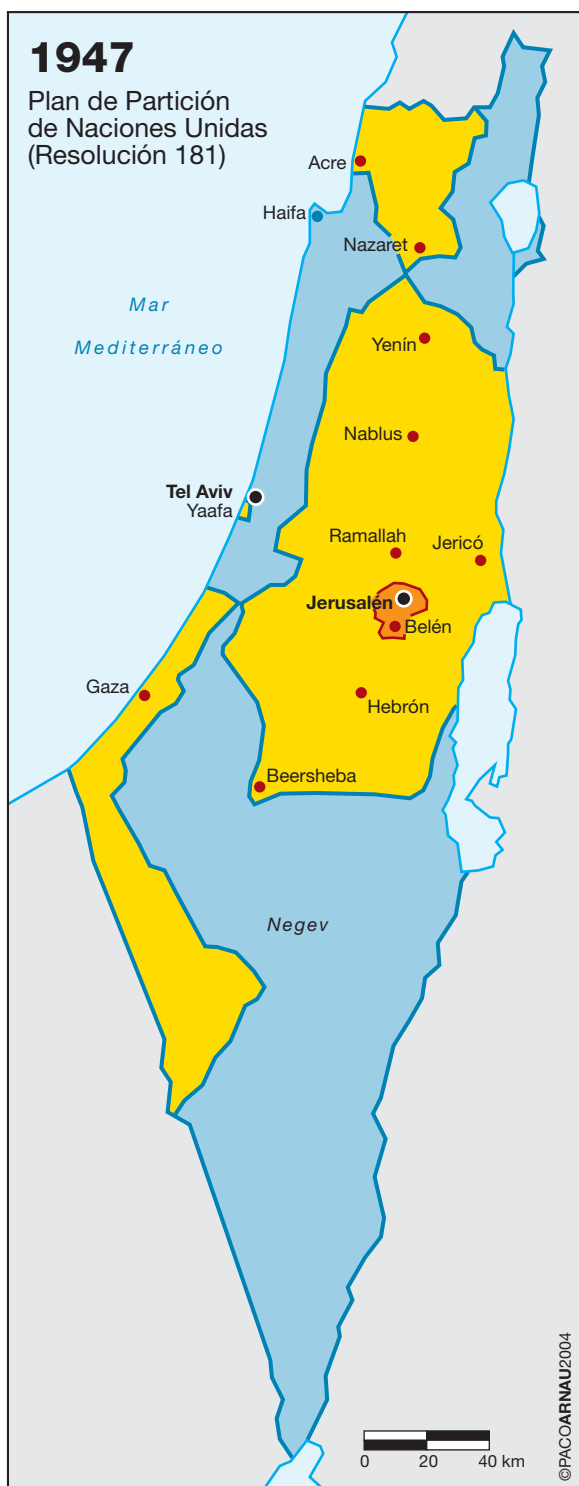 1947
Plan de Partición
de Naciones Unidas
(Resolución 181)
Acre
Haifa
Nazaret
Mar
Mediterráneo
Yenín
Nablus
Tel Aviv
Yaafa
Ramallah
Jericó
Jerusalén
Belén
Gaza
Hebrón
Beersheba
Negev
0 20 40 km
©PACOARNAU2004